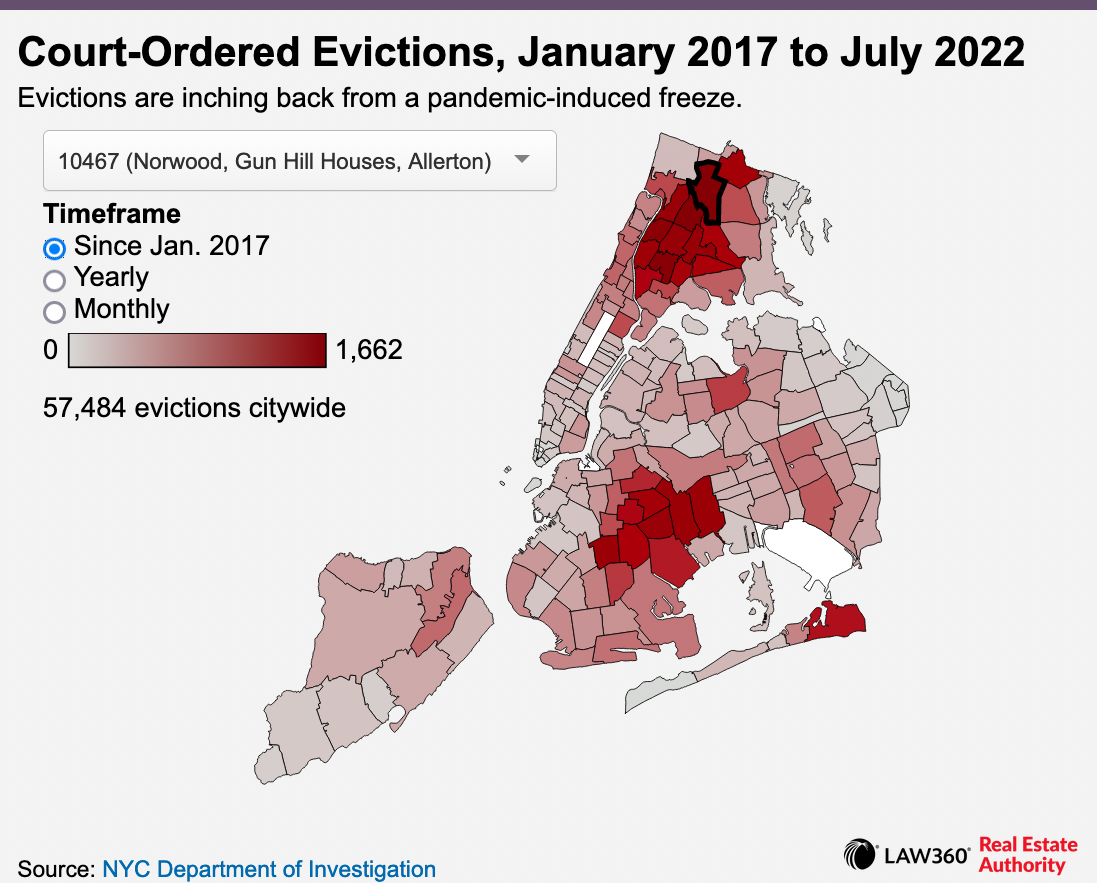 Court-Ordered Evictions, January 2017 to July 2022
Evictions are inching back from a pandemic-induced freeze.
10467 (Norwood, Gun Hill Houses, Allerton)
Timeframe
Since Jan. 2017
Yearly
Monthly
0 1,662
57,484 evictions citywide
Source: NYC Department of Investigation
LAW360® Real Estate
Authority